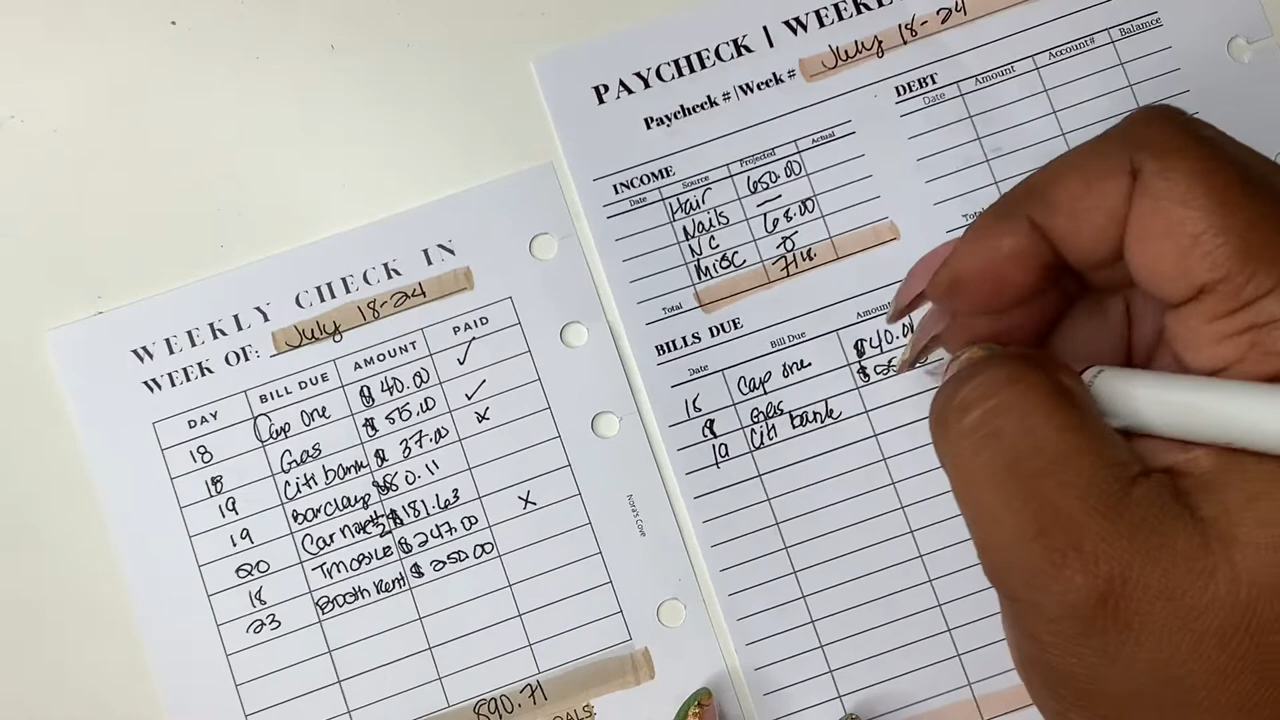 WEEKLY CHECK IN
WEEK OF: July 18-24
DAY BILL DUE AMOUNT PAID
18 Cap one $ 40.00 ✓
18 Gas $ 55.00 ✓
19 Citi bank $ 37.00 x
19 Barclays $80.11
20 Car note#2 $181.63
18 Tmobile $247.00 x
23 Booth Rent $ 250.00
890.71
Nora's Cove
PAYCHECK | WEEKL
Paycheck #|Week # July 18-24
INCOME
Date Source Projected Actual
Hair 650.00
Nails —
NC 68.00
Misc
Total 718.
DEBT
Date Amount Account# Balance
BILLS DUE
Date Bill Due Amount
18 Cap one $40.0
18 Gas $
19 Citi bank